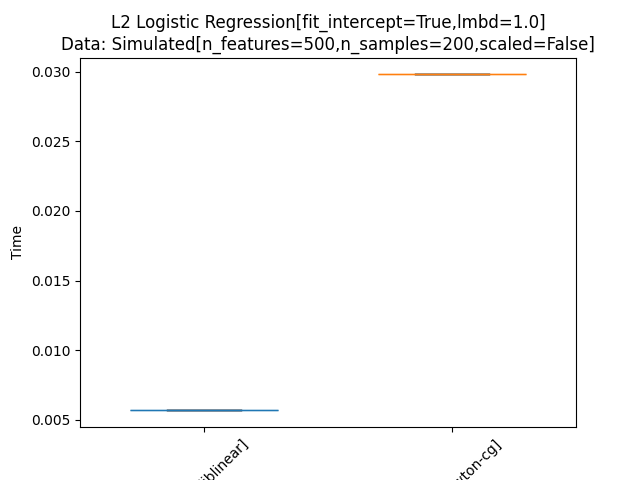 L2 Logistic Regression[fit_intercept=True,lmbd=1.0]
Data: Simulated[n_features=500,n_samples=200,scaled=False]
0.030
0.025
0.020
0.015
0.010
0.005
Time
iblinear]
ton-cg]